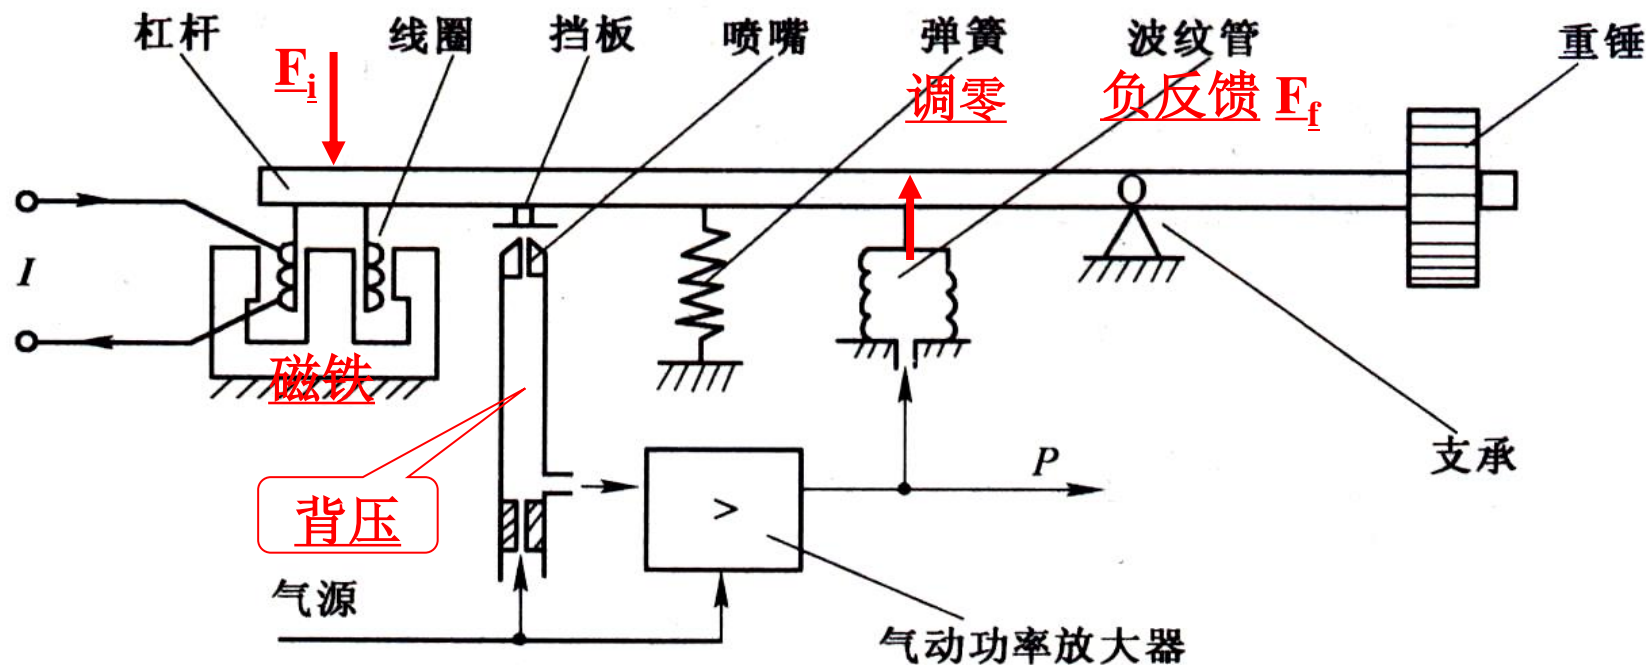 杠杆
线圈
挡板
喷嘴
弹簧
波纹管
重锤
Fi
调零
负反馈 Ff
I
磁铁
背压
P
支承
>
气源
气动功率放大器